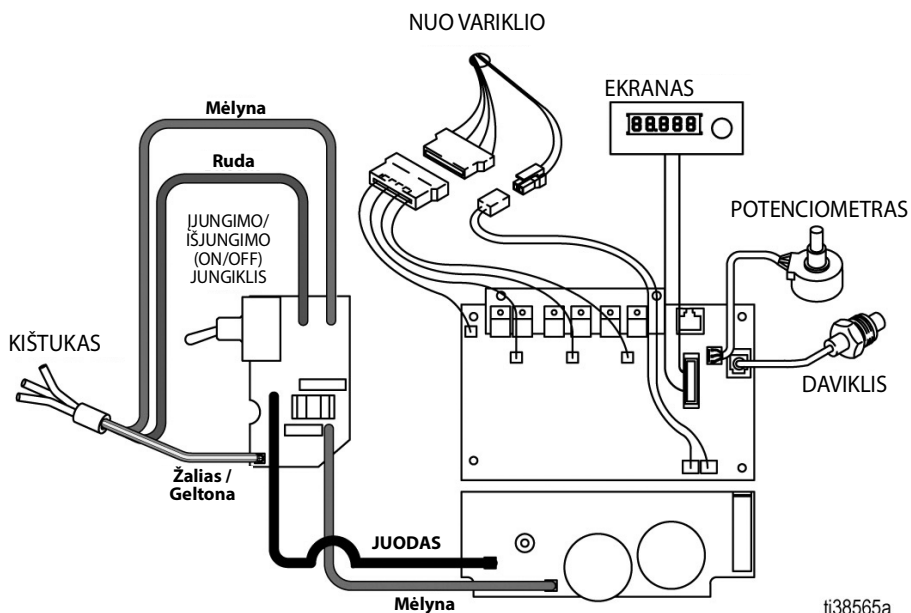 NUO VARIKLIO
EKRANAS
Mėlyna
Ruda
POTENCIOMETRAS
ĮJUNGIMO/
IŠJUNGIMO
(ON/OFF)
JUNGIKLIS
KIŠTUKAS
DAVIKLIS
Žalias /
Geltona
JUODAS
Mėlyna
ti38565a